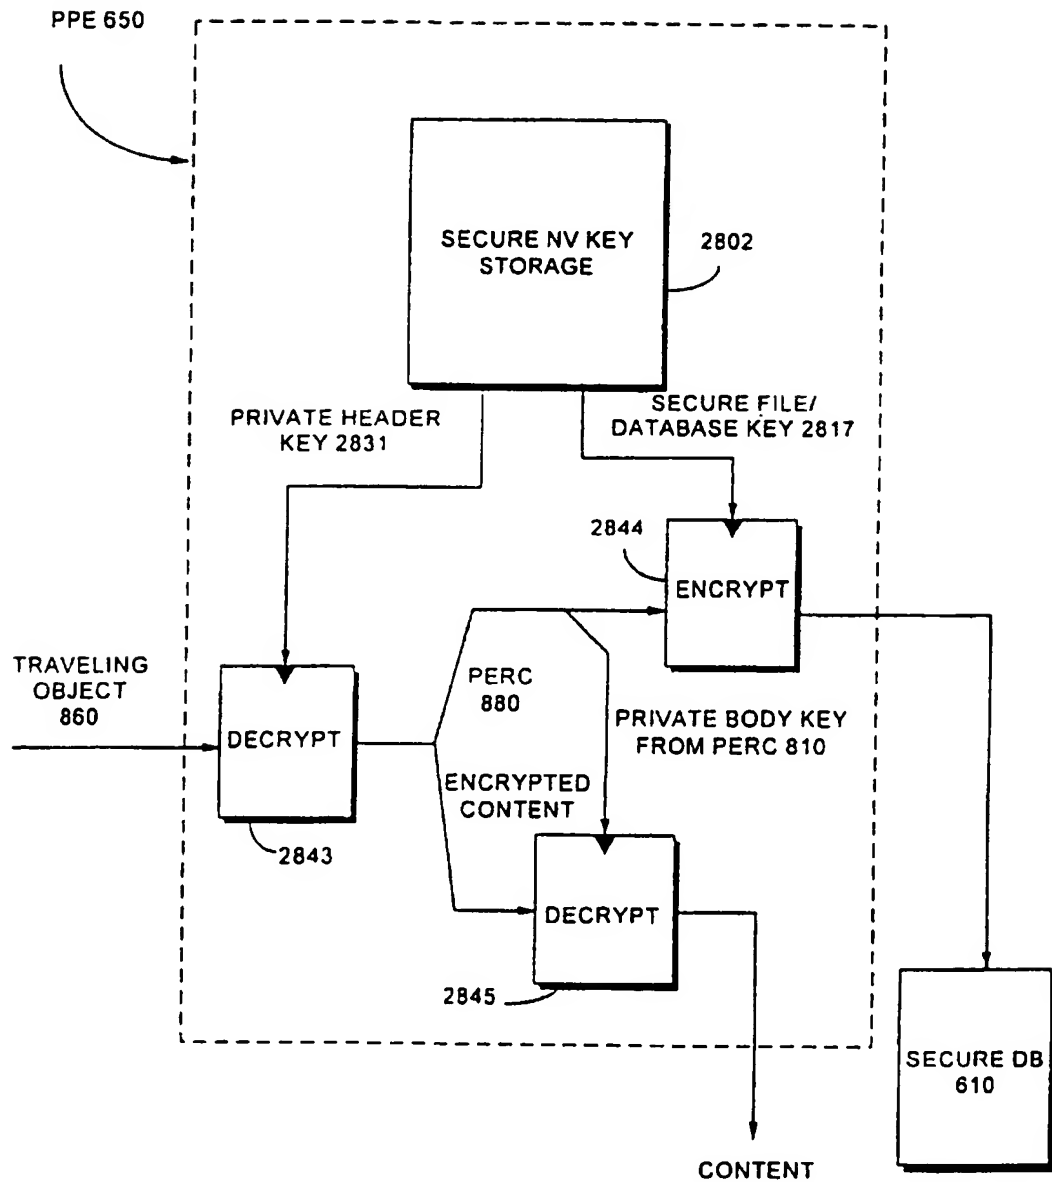 PPE 650
SECURE NV KEY
STORAGE
2802
PRIVATE HEADER
KEY 2831
SECURE FILE/
DATABASE KEY 2817
2844
ENCRYPT
TRAVELING
OBJECT
860
DECRYPT
2843
PERC
880
PRIVATE BODY KEY
FROM PERC 810
ENCRYPTED
CONTENT
DECRYPT
2845
SECURE DB
610
CONTENT